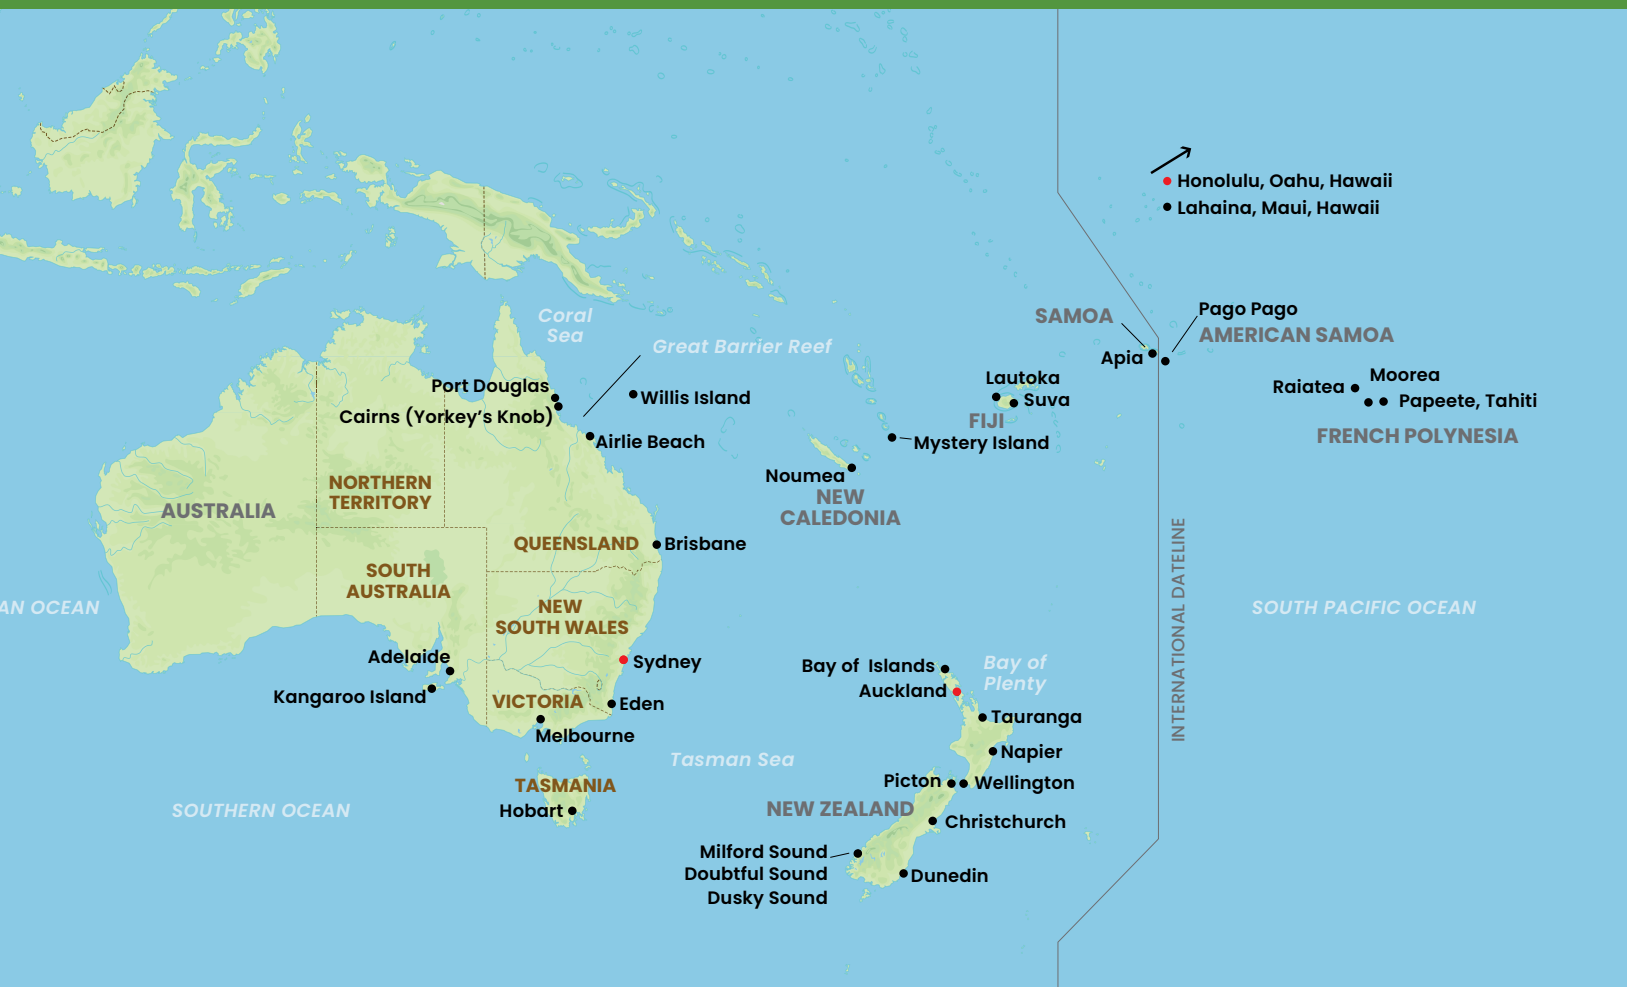 Honolulu, Oahu, Hawaii
Lahaina, Maui, Hawaii
Coral
Sea
Great Barrier Reef
SAMOA
Pago Pago
AMERICAN SAMOA
Apia
Port Douglas
Cairns (Yorkey’s Knob)
Willis Island
Airlie Beach
Lautoka
Suva
FIJI
Mystery Island
Raiatea
Moorea
Papeete, Tahiti
FRENCH POLYNESIA
Noumea
NEW
CALEDONIA
NORTHERN
TERRITORY
AUSTRALIA
QUEENSLAND
Brisbane
SOUTH
AUSTRALIA
NEW
SOUTH WALES
AN OCEAN
SOUTH PACIFIC OCEAN
INTERNATIONAL DATELINE
Adelaide
Kangaroo Island
Sydney
VICTORIA
Eden
Melbourne
Bay of Islands
Auckland
Bay of
Plenty
Tauranga
Napier
Tasman Sea
TASMANIA
Hobart
SOUTHERN OCEAN
Picton
Wellington
NEW ZEALAND
Christchurch
Milford Sound
Doubtful Sound
Dusky Sound
Dunedin